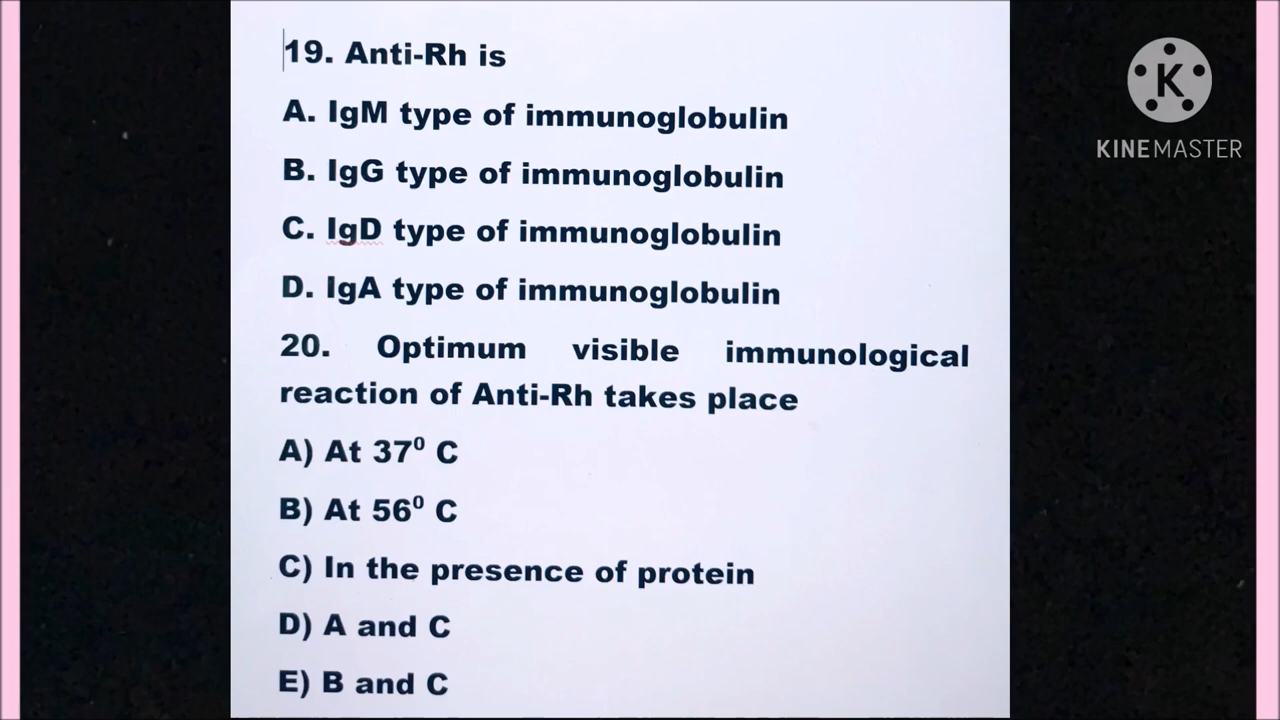 19. Anti-Rh is
A. IgM type of immunoglobulin
B. IgG type of immunoglobulin
C. IgD type of immunoglobulin
D. IgA type of immunoglobulin
20. Optimum visible immunological
reaction of Anti-Rh takes place
A) At 37⁰ C
B) At 56⁰ C
C) In the presence of protein
D) A and C
E) B and C
K
KINEMASTER